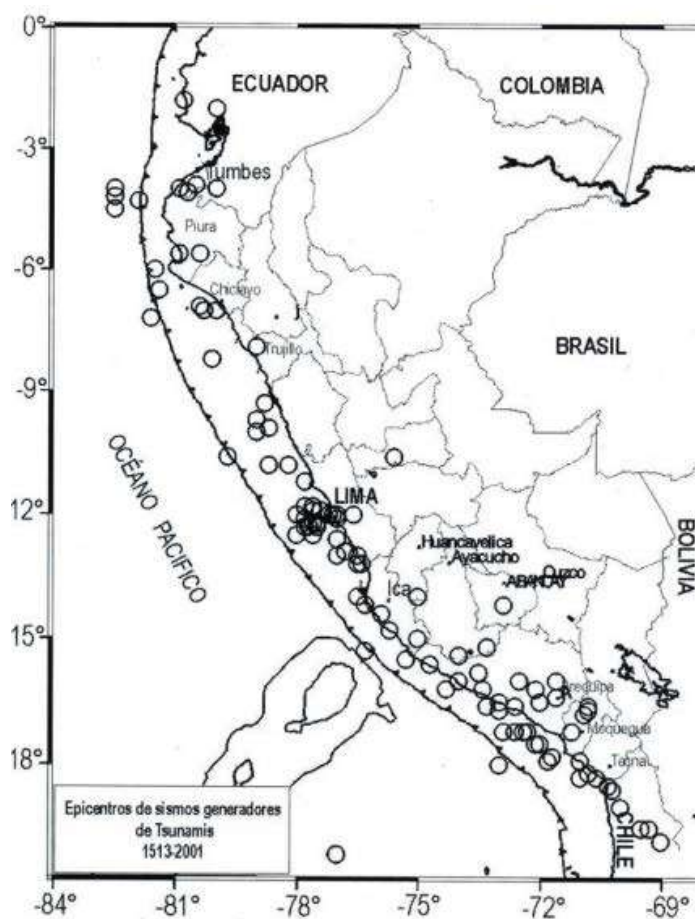 0°
ECUADOR
COLOMBIA
-3°
Tumbes
Piura
-6°
Chiclayo
Trujillo
BRASIL
-9°
OCÉANO PACIFICO
LIMA
-12°
Huancavelica
Ayacucho
ABANCAY
BOLIVIA
Ica
-15°
Arequipa
Moquegua
Tacna
-18°
Epicentros de sismos generadores
de Tsunamis
1513-2001
CHILE
-84°
-81°
-78°
-75°
-72°
-69°